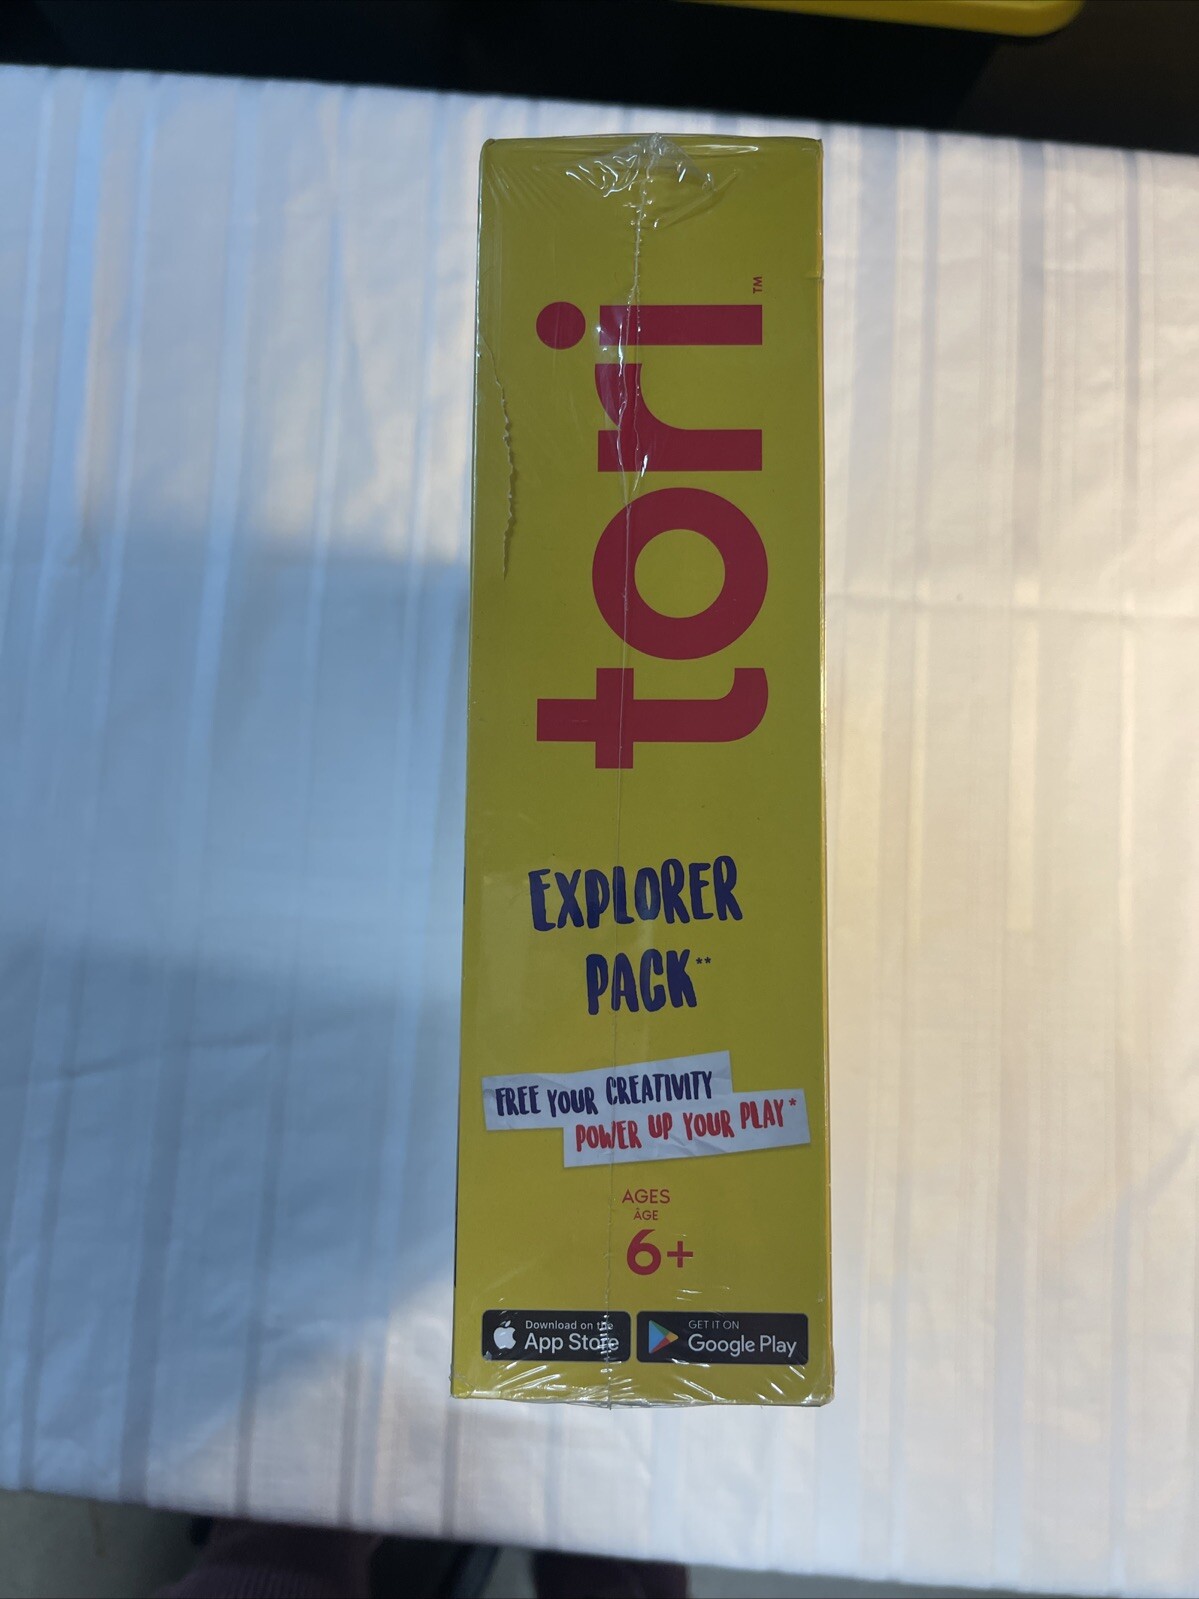 tori™
EXPLORER
PACK**
FREE YOUR CREATIVITY
POWER UP YOUR PLAY*
AGES
ÂGE
6+
Download on the
App Store
GET IT ON
Google Play